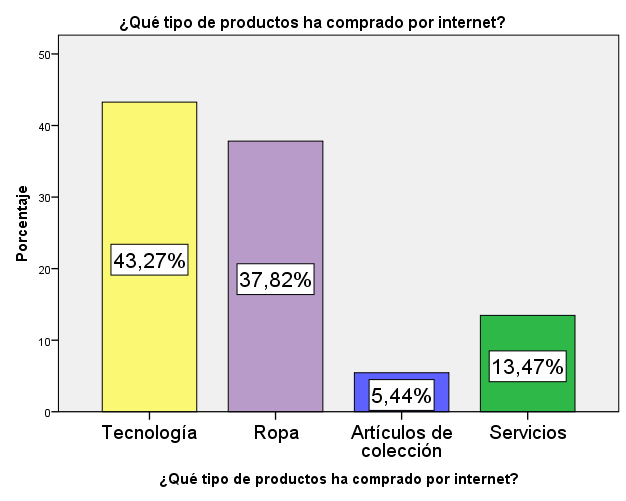 ¿Qué tipo de productos ha comprado por internet?
Porcentaje
50
40
30
20
10
0
43,27%
37,82%
5,44%
13,47%
Tecnología
Ropa
Artículos de
colección
Servicios
¿Qué tipo de productos ha comprado por internet?